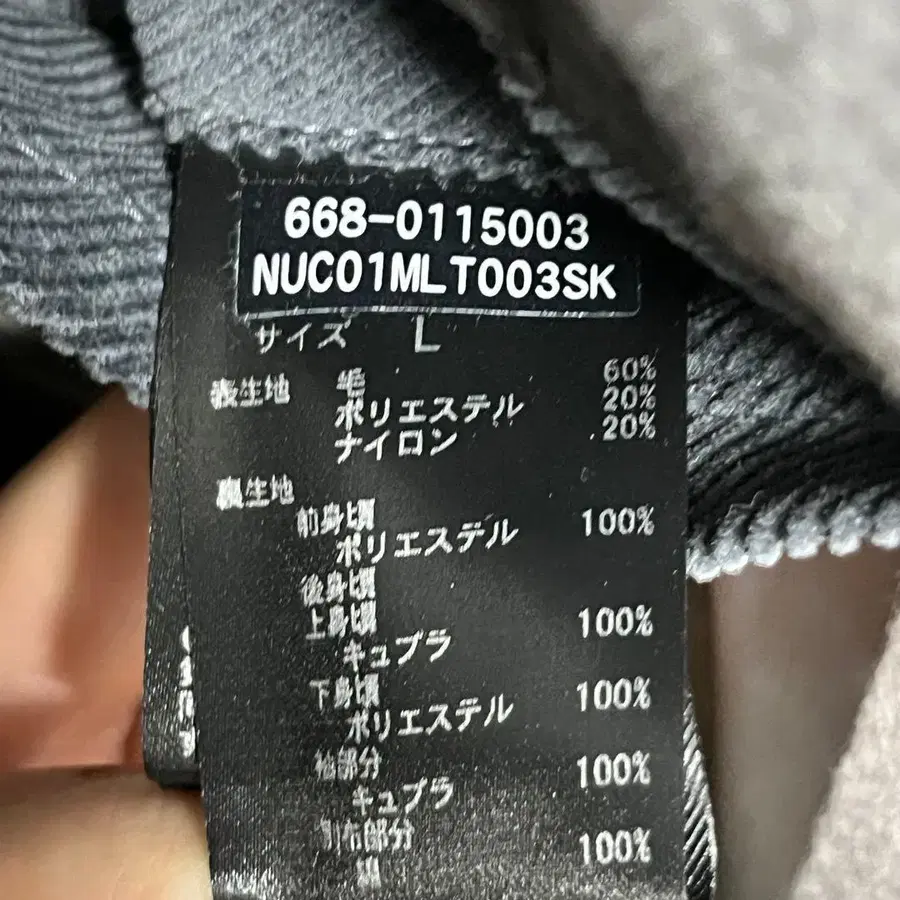 668-0115003
NUC01MLT003SK
サイズ L
表生地 毛 60%
ポリエステル 20%
ナイロン 20%
裏生地
前身頃 100%
ポリエステル
後身頃
上身頃 100%
キュプラ
下身頃 100%
ポリエステル
袖部分 100%
キュプラ
別布部分 100%
綿